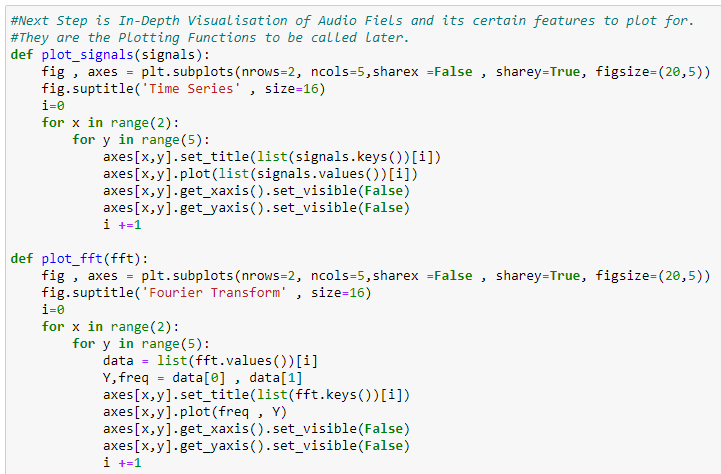 #Next Step is In-Depth Visualisation of Audio Fiels and its certain features to plot for.
#They are the Plotting Functions to be called later.
def plot_signals(signals):
    fig , axes = plt.subplots(nrows=2, ncols=5,sharex =False , sharey=True, figsize=(20,5))
    fig.suptitle('Time Series' , size=16)
    i=0
    for x in range(2):
        for y in range(5):
            axes[x,y].set_title(list(signals.keys())[i])
            axes[x,y].plot(list(signals.values())[i])
            axes[x,y].get_xaxis().set_visible(False)
            axes[x,y].get_yaxis().set_visible(False)
            i +=1

def plot_fft(fft):
    fig , axes = plt.subplots(nrows=2, ncols=5,sharex =False , sharey=True, figsize=(20,5))
    fig.suptitle('Fourier Transform' , size=16)
    i=0
    for x in range(2):
        for y in range(5):
            data = list(fft.values())[i]
            Y,freq = data[0] , data[1]
            axes[x,y].set_title(list(fft.keys())[i])
            axes[x,y].plot(freq , Y)
            axes[x,y].get_xaxis().set_visible(False)
            axes[x,y].get_yaxis().set_visible(False)
            i +=1